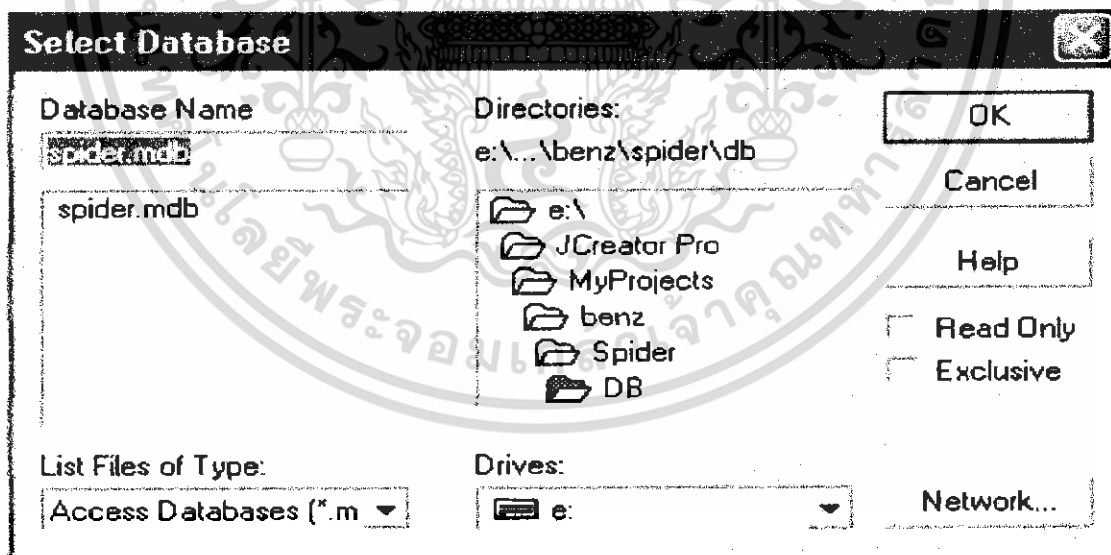 Select Database
Database Name
spider.mdb
spider.mdb
List Files of Type:
Access Databases (*.m
Directories:
e:\...\benz\spider\db
e:\
JCreator Pro
MyProjects
benz
Spider
DB
Drives:
e:
OK
Cancel
Help
Read Only
Exclusive
Network...